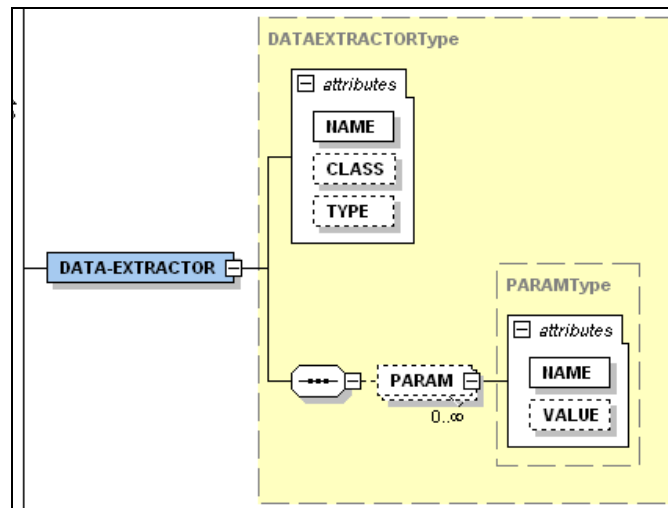 DATAEXTRACTORType
attributes
NAME
CLASS
TYPE
DATA-EXTRACTOR
PARAMType
attributes
PARAM
NAME
0..∞
VALUE